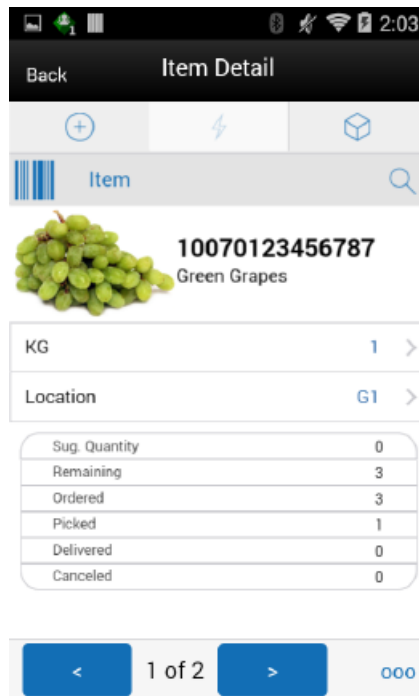 2:03
Back Item Detail
Item
10070123456787
Green Grapes
KG 1
Location G1
Sug. Quantity 0
Remaining 3
Ordered 3
Picked 1
Delivered 0
Canceled 0
< 1 of 2 > ooo